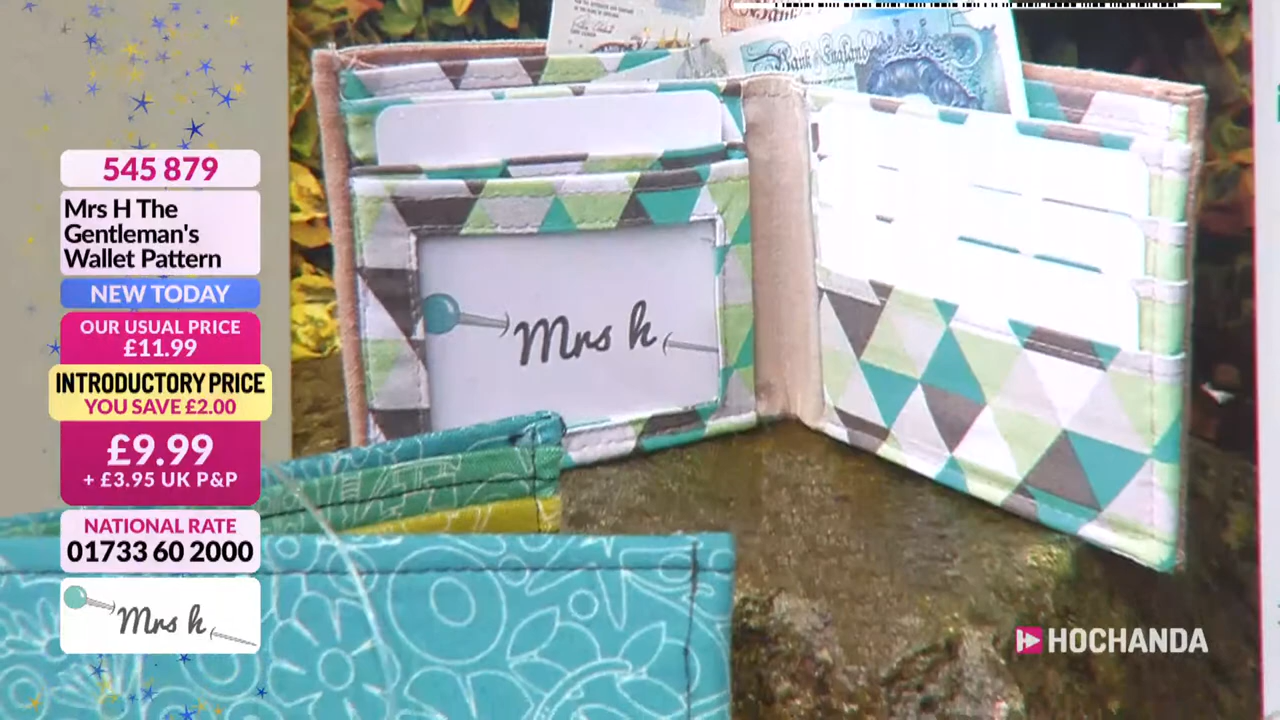 545 879
Mrs H The
Gentleman's
Wallet Pattern
NEW TODAY
OUR USUAL PRICE
£11.99
INTRODUCTORY PRICE
YOU SAVE £2.00
£9.99
+ £3.95 UK P&P
NATIONAL RATE
01733 60 2000
Mrs h
Bank of England
5
Mrs h
HOCHANDA